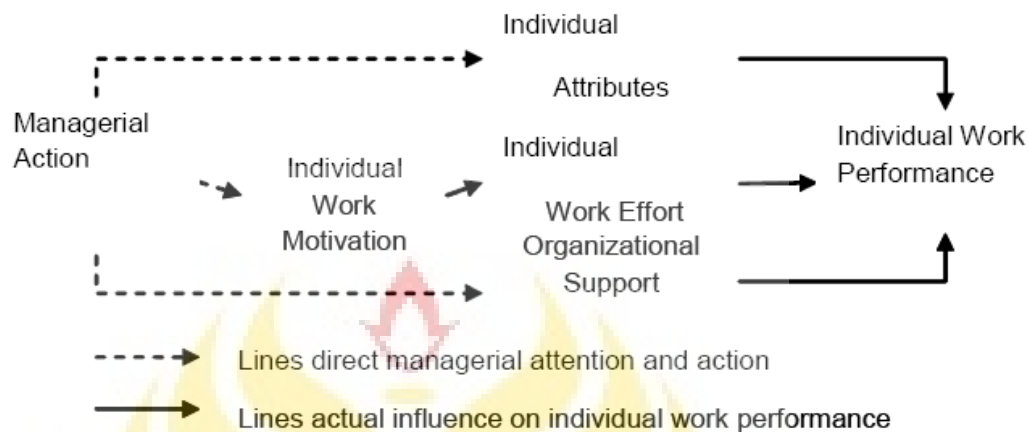 Individual
Attributes
Managerial
Action
Individual
Individual Work
Performance
Individual
Work
Motivation
Work Effort
Organizational
Support
Lines direct managerial attention and action
Lines actual influence on individual work performance